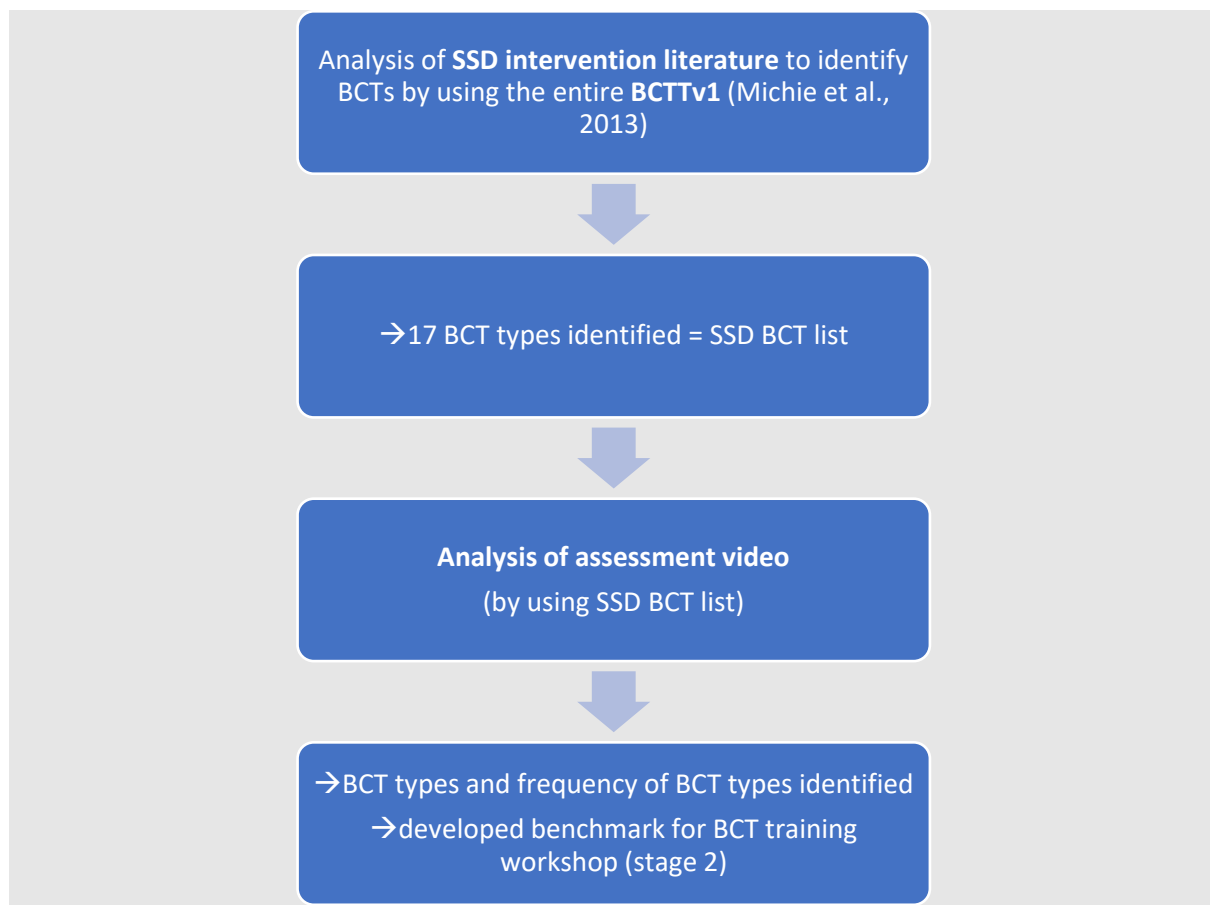 Analysis of SSD intervention literature to identify
BCTs by using the entire BCTTv1 (Michie et al.,
2013)
→17 BCT types identified = SSD BCT list
Analysis of assessment video
(by using SSD BCT list)
→BCT types and frequency of BCT types identified
→developed benchmark for BCT training
workshop (stage 2)